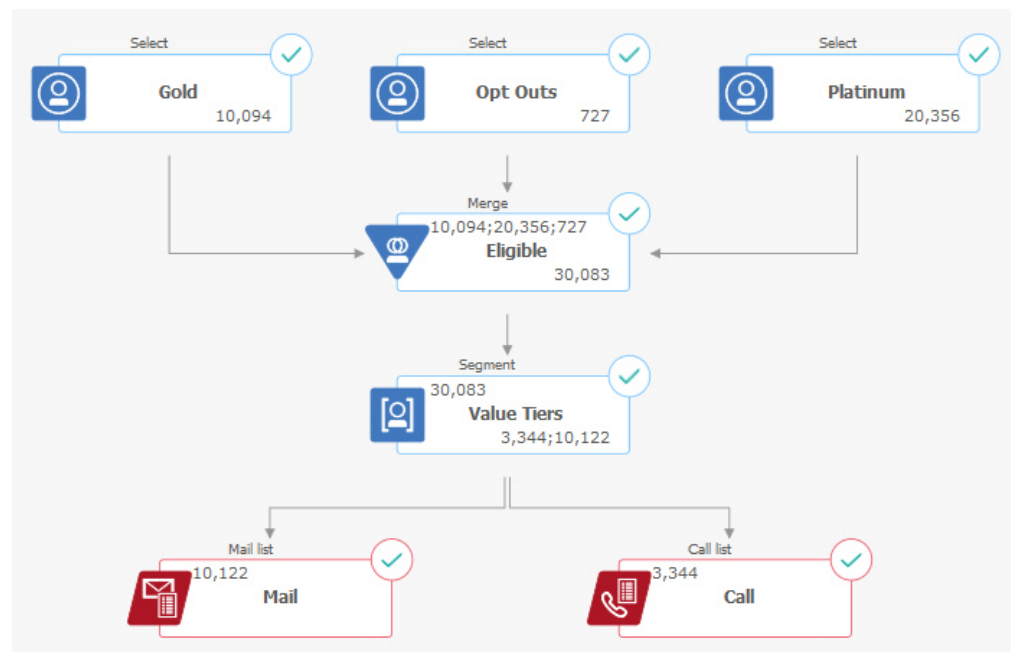 Select
Gold
10,094
Select
Opt Outs
727
Select
Platinum
20,356
Merge
10,094;20,356;727
Eligible
30,083
Segment
30,083
Value Tiers
3,344;10,122
Mail list
10,122
Mail
Call list
3,344
Call